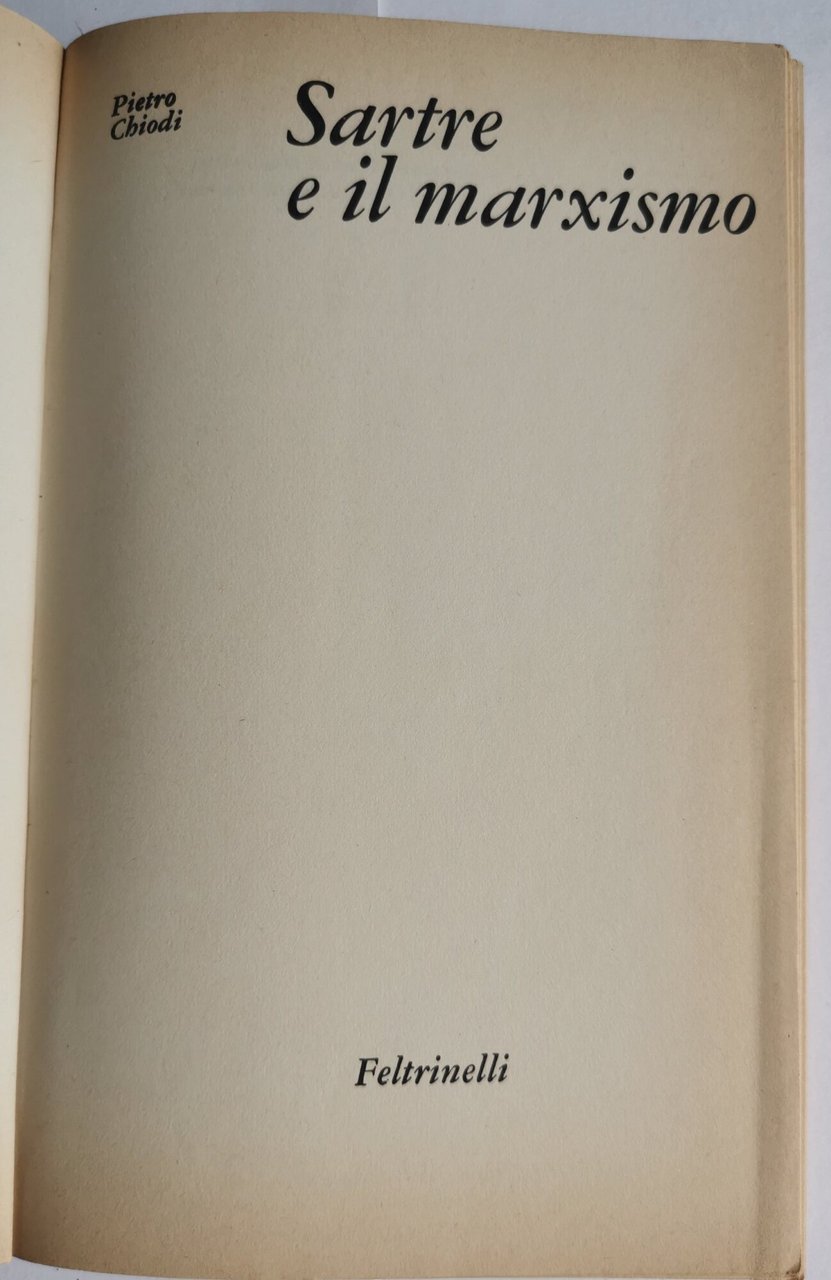 Pietro
Chiodi
Sartre
e il marxismo
Feltrinelli